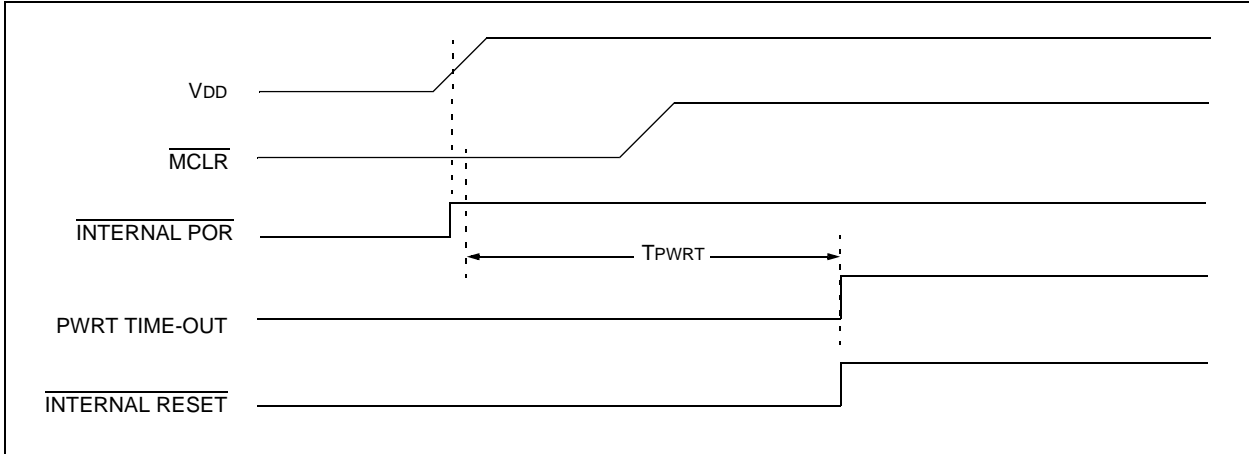 VDD
MCLR
INTERNAL POR
TPWRT
PWRT TIME-OUT
INTERNAL RESET